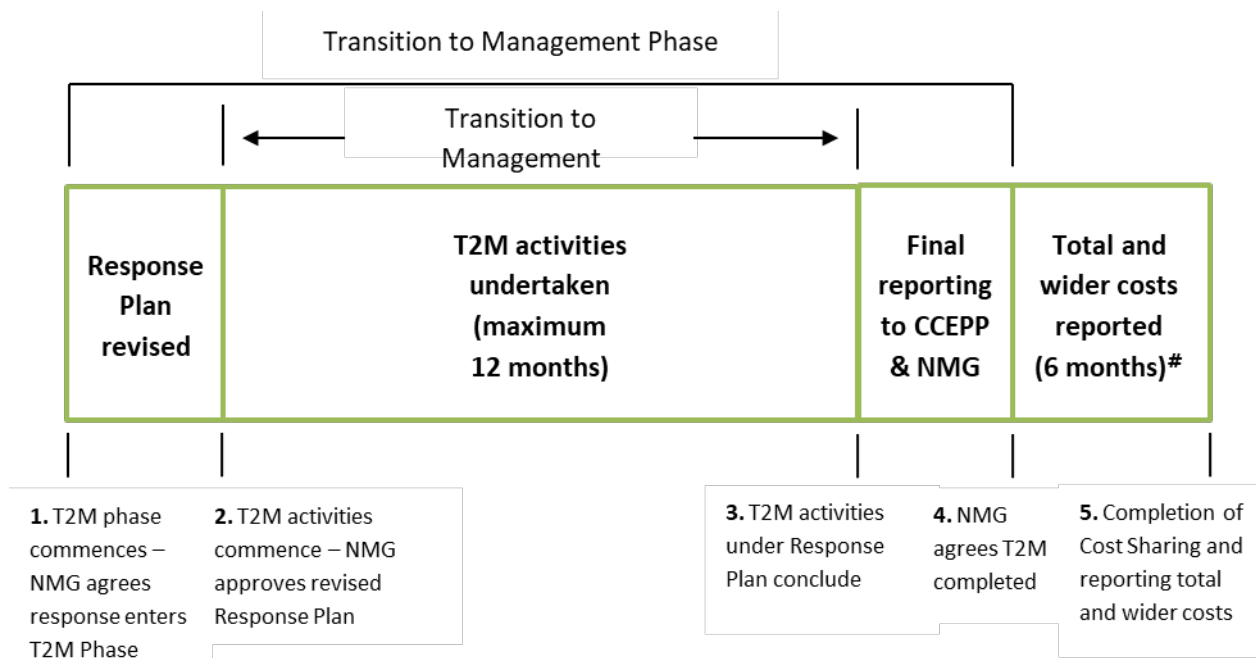 Transition to Management Phase
Transition to
Management
Response
Plan
revised
T2M activities
undertaken
(maximum
12 months)
Final
reporting
to CCEPP
& NMG
Total and
wider costs
reported
(6 months)#
1. T2M phase
commences –
NMG agrees
response enters
T2M Phase
2. T2M activities
commence – NMG
approves revised
Response Plan
3. T2M activities
under Response
Plan conclude
4. NMG
agrees T2M
completed
5. Completion of
Cost Sharing and
reporting total
and wider costs